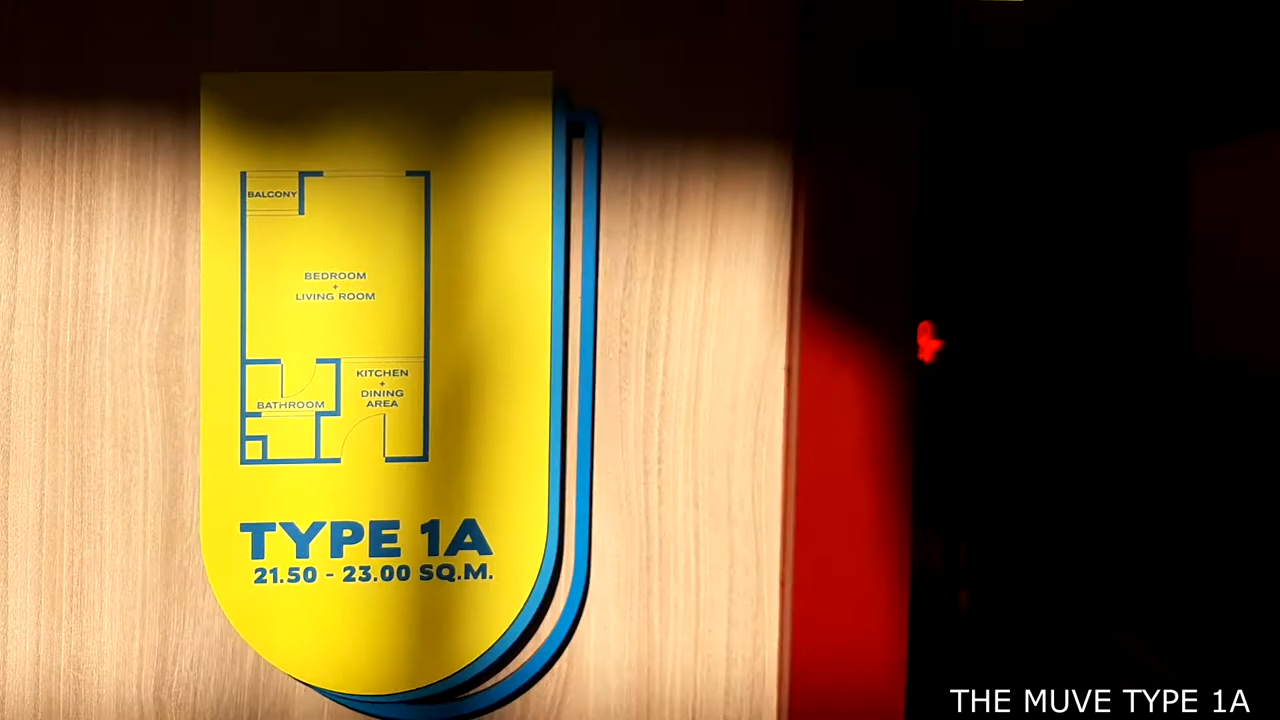 BALCONY
BEDROOM
+
LIVING ROOM
KITCHEN
+
DINING
AREA
BATHROOM
TYPE 1A
21.50 - 23.00 SQ.M.
THE MUVE TYPE 1A